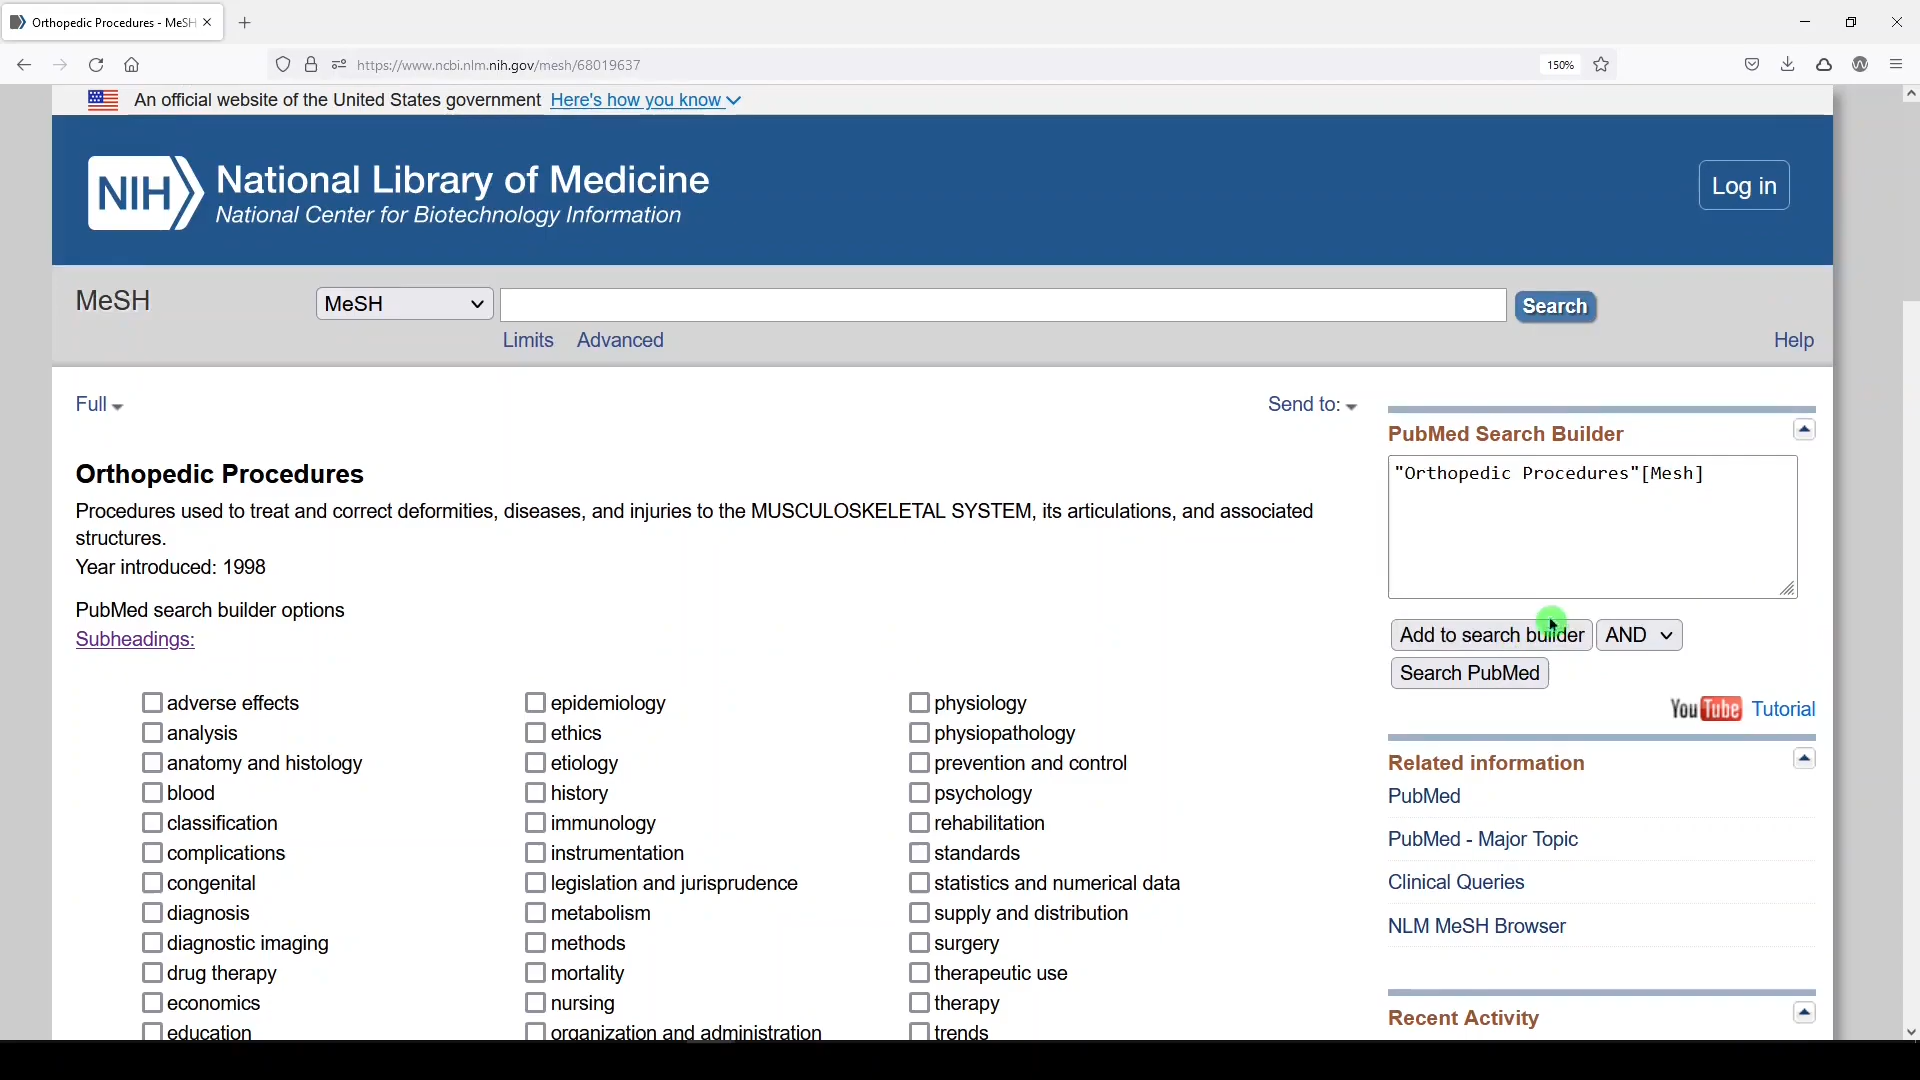 Orthopedic Procedures - MeSH
https://www.ncbi.nlm.nih.gov/mesh/68019637
150%
An official website of the United States government Here's how you know
NIH
National Library of Medicine
National Center for Biotechnology Information
Log in
MeSH
MeSH
Search
Limits Advanced
Help
Full
Send to:
Orthopedic Procedures
Procedures used to treat and correct deformities, diseases, and injuries to the MUSCULOSKELETAL SYSTEM, its articulations, and associated
structures.
Year introduced: 1998
PubMed search builder options
Subheadings:
adverse effects
analysis
anatomy and histology
blood
classification
complications
congenital
diagnosis
diagnostic imaging
drug therapy
economics
education
epidemiology
ethics
etiology
history
immunology
instrumentation
legislation and jurisprudence
metabolism
methods
mortality
nursing
organization and administration
physiology
physiopathology
prevention and control
psychology
rehabilitation
standards
statistics and numerical data
supply and distribution
surgery
therapeutic use
therapy
trends
PubMed Search Builder
"Orthopedic Procedures"[Mesh]
Add to search builder AND
Search PubMed
You Tube Tutorial
Related information
PubMed
PubMed - Major Topic
Clinical Queries
NLM MeSH Browser
Recent Activity